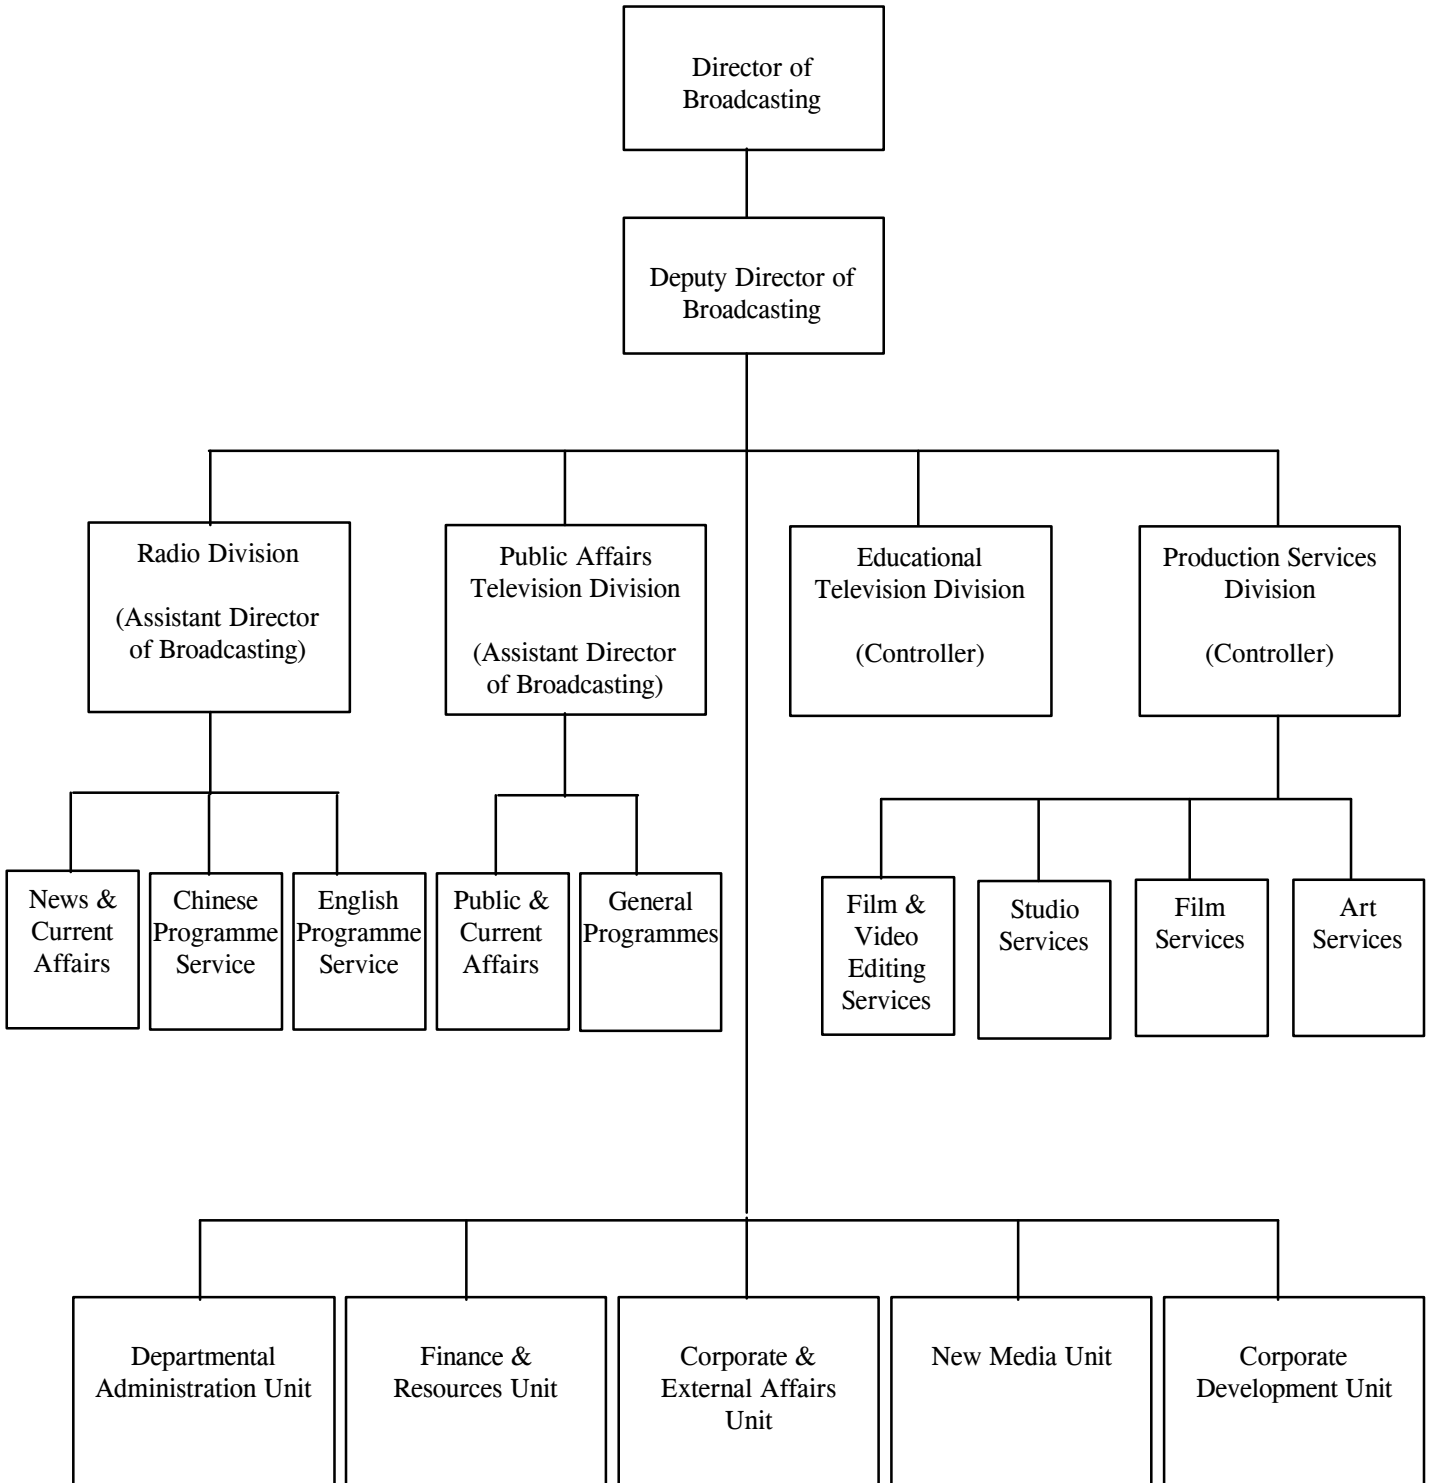 Director of
Broadcasting
Deputy Director of
Broadcasting
Radio Division
(Assistant Director
of Broadcasting)
Public Affairs
Television Division
(Assistant Director
of Broadcasting)
Educational
Television Division
(Controller)
Production Services
Division
(Controller)
News &
Current
Affairs
Chinese
Programme
Service
English
Programme
Service
Public &
Current
Affairs
General
Programmes
Film &
Video
Editing
Services
Studio
Services
Film
Services
Art
Services
Departmental
Administration Unit
Finance &
Resources Unit
Corporate &
External Affairs
Unit
New Media Unit
Corporate
Development Unit